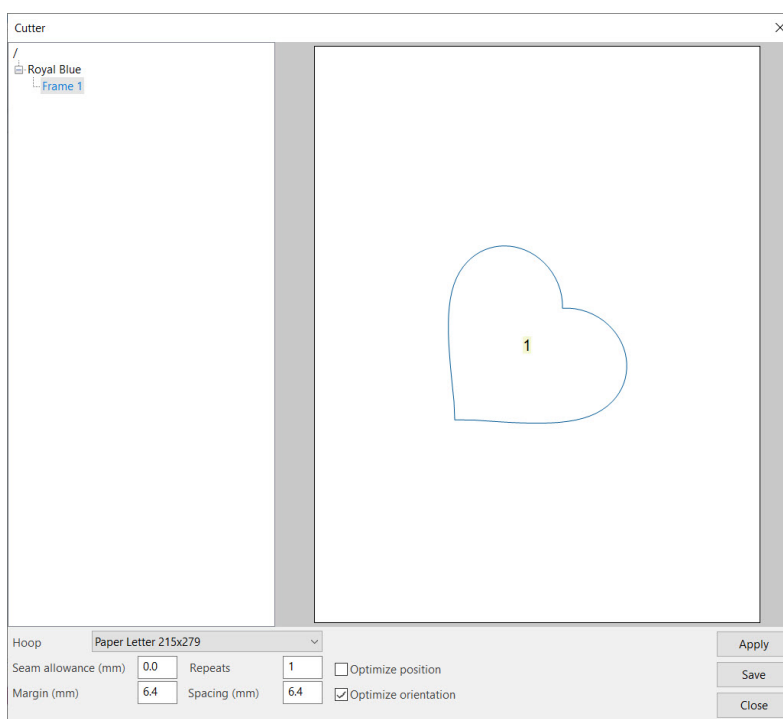 Cutter
/
Royal Blue
Frame 1
1
Hoop Paper Letter 215x279
Seam allowance (mm) 0.0 Repeats 1 Optimize position
Margin (mm) 6.4 Spacing (mm) 6.4 Optimize orientation
Apply
Save
Close